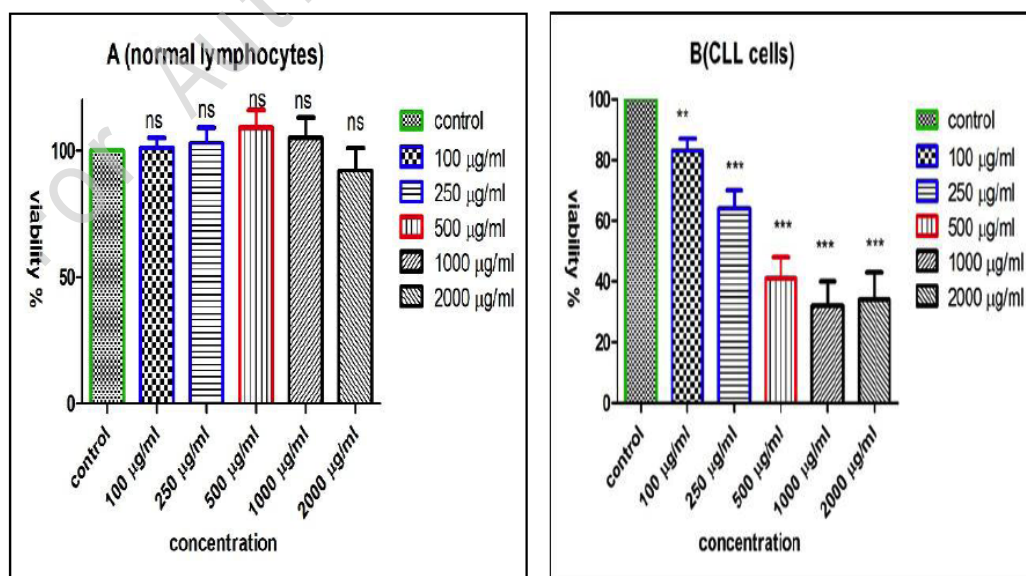 For Aut
A (normal lymphocytes)
ns
ns
ns
ns
ns
100
50
0
viability %
control
100 µg/ml
250 µg/ml
500 µg/ml
1000 µg/ml
2000 µg/ml
concentration
control
100 µg/ml
250 µg/ml
500 µg/ml
1000 µg/ml
2000 µg/ml
B(CLL cells)
**
***
***
***
***
100
80
60
40
20
0
viability %
control
100 µg/ml
250 µg/ml
500 µg/ml
1000 µg/ml
2000 µg/ml
concentration
control
100 µg/ml
250 µg/ml
500 µg/ml
1000 µg/ml
2000 µg/ml